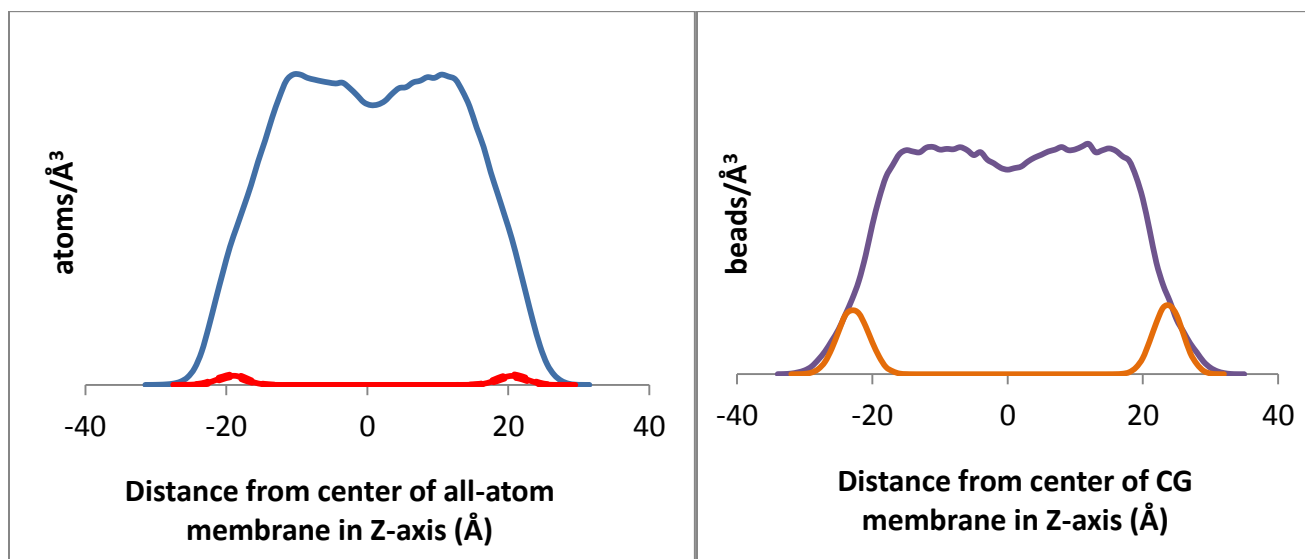 atoms/Å³
-40 -20 0 20 40
Distance from center of all-atom
membrane in Z-axis (Å)
beads/Å³
-40 -20 0 20 40
Distance from center of CG
membrane in Z-axis (Å)